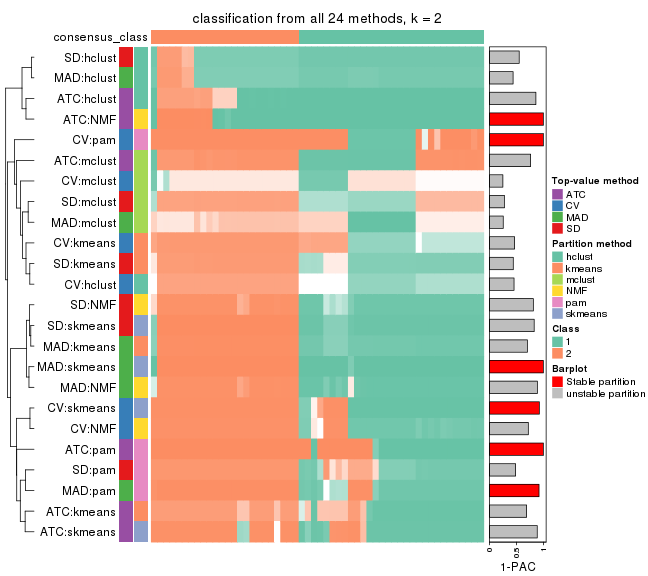 classification from all 24 methods, k = 2
consensus_class
SD:hclust
MAD:hclust
ATC:hclust
ATC:NMF
CV:pam
ATC:mclust
CV:mclust
SD:mclust
MAD:mclust
CV:kmeans
SD:kmeans
CV:hclust
SD:NMF
SD:skmeans
MAD:kmeans
MAD:skmeans
MAD:NMF
CV:skmeans
CV:NMF
ATC:pam
SD:pam
MAD:pam
ATC:kmeans
ATC:skmeans
0
0.5
1
1-PAC
Top-value method
ATC
CV
MAD
SD
Partition method
hclust
kmeans
mclust
NMF
pam
skmeans
Class
1
2
Barplot
Stable partition
unstable partition